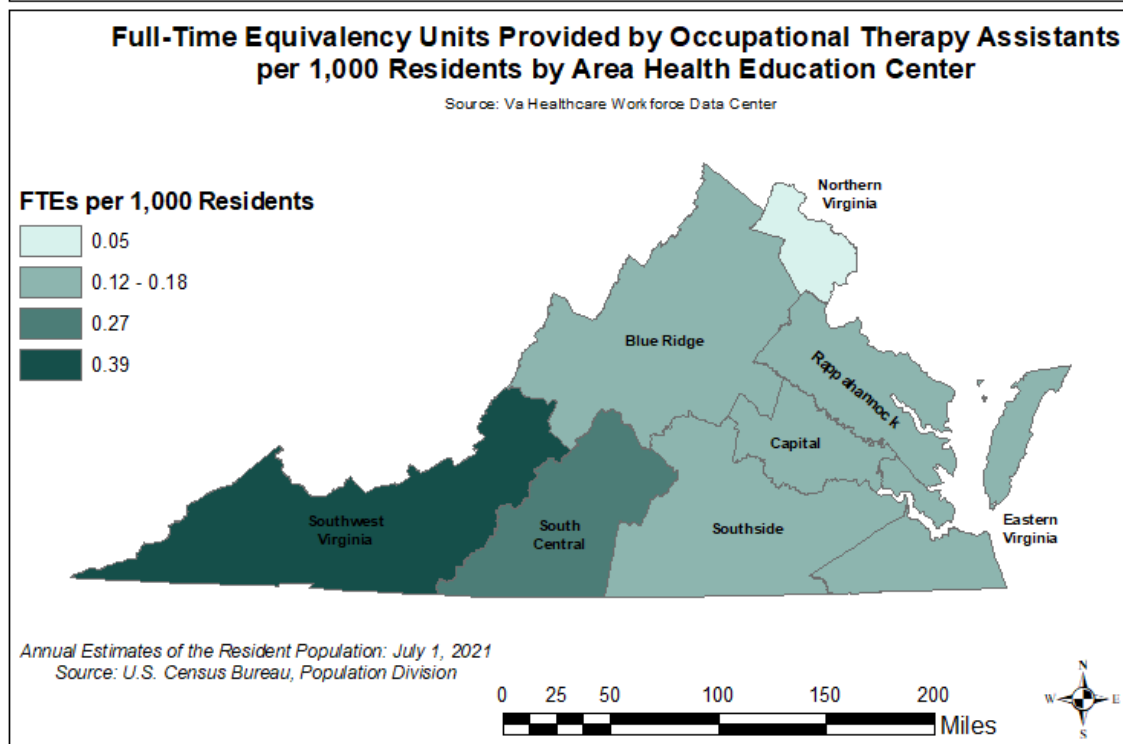 Full-Time Equivalency Units Provided by Occupational Therapy Assistants
per 1,000 Residents by Area Health Education Center
Source: Va Healthcare Workforce Data Center
FTEs per 1,000 Residents
0.05
0.12 - 0.18
0.27
0.39
Northern
Virginia
Blue Ridge
Rappahannock
Capital
Southwest
Virginia
South
Central
Southside
Eastern
Virginia
Annual Estimates of the Resident Population: July 1, 2021
Source: U.S. Census Bureau, Population Division
0 25 50 100 150 200
Miles
N
W E
S